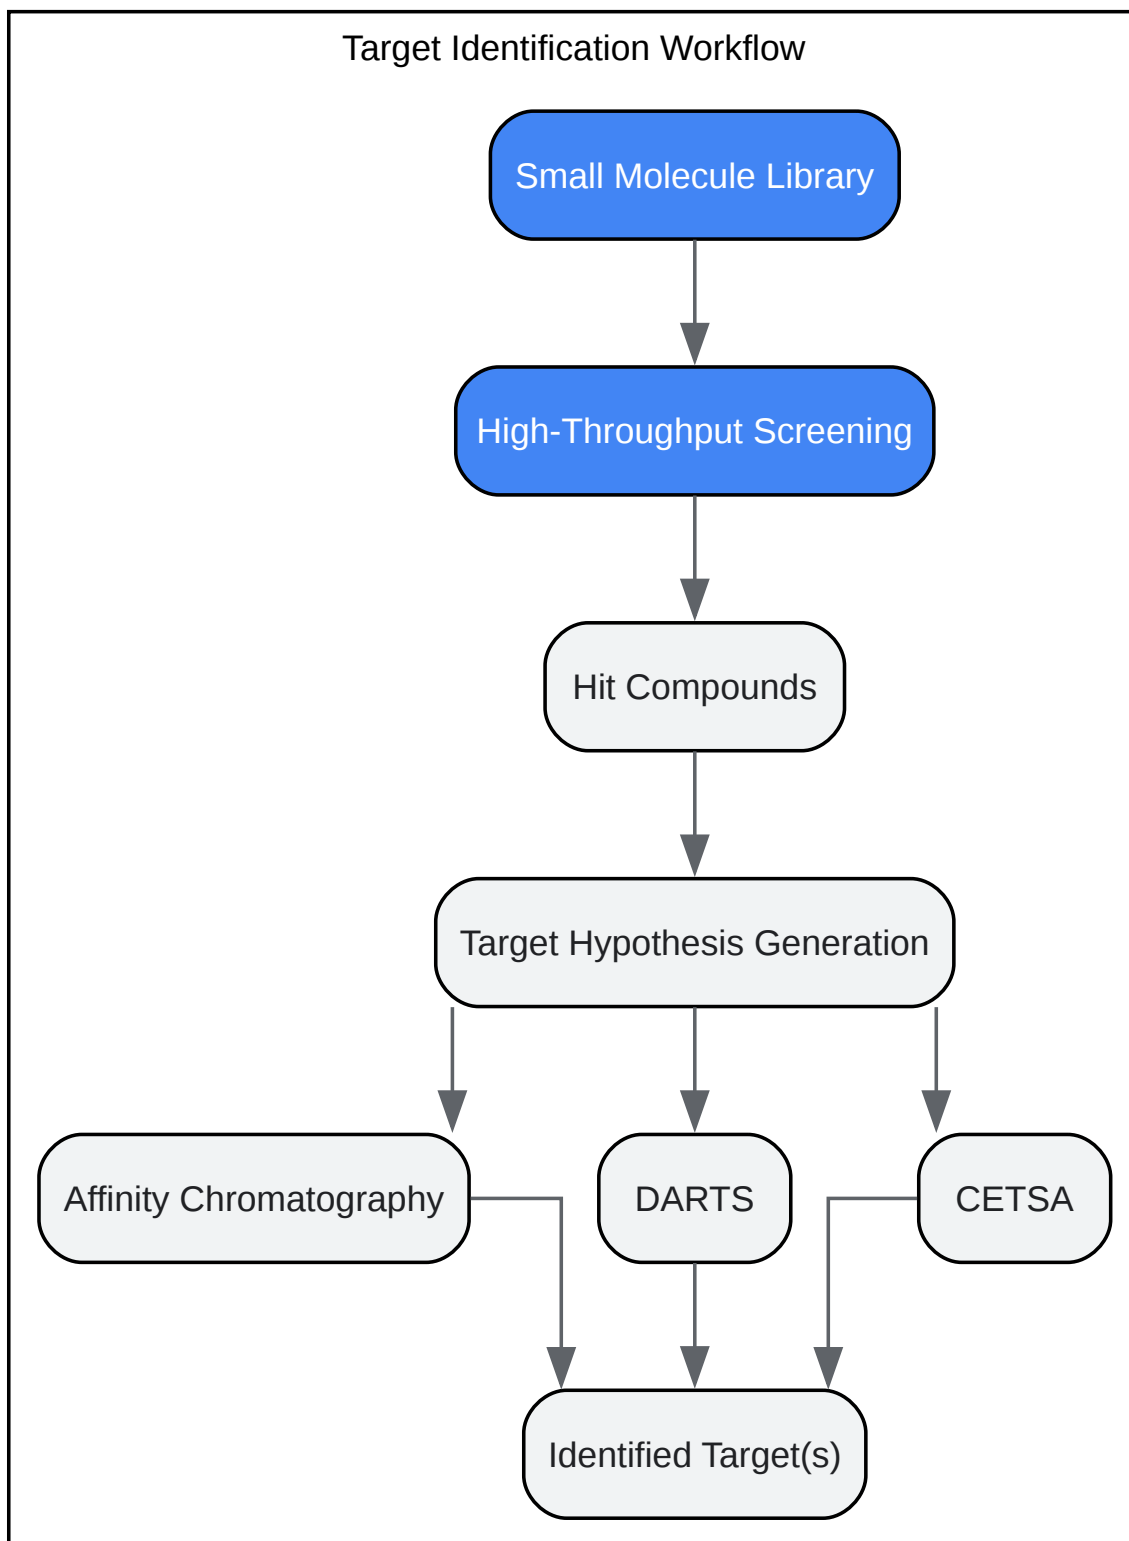 Target Identification Workflow
Small Molecule Library
High-Throughput Screening
Hit Compounds
Target Hypothesis Generation
Affinity Chromatography
DARTS
CETSA
Identified Target(s)